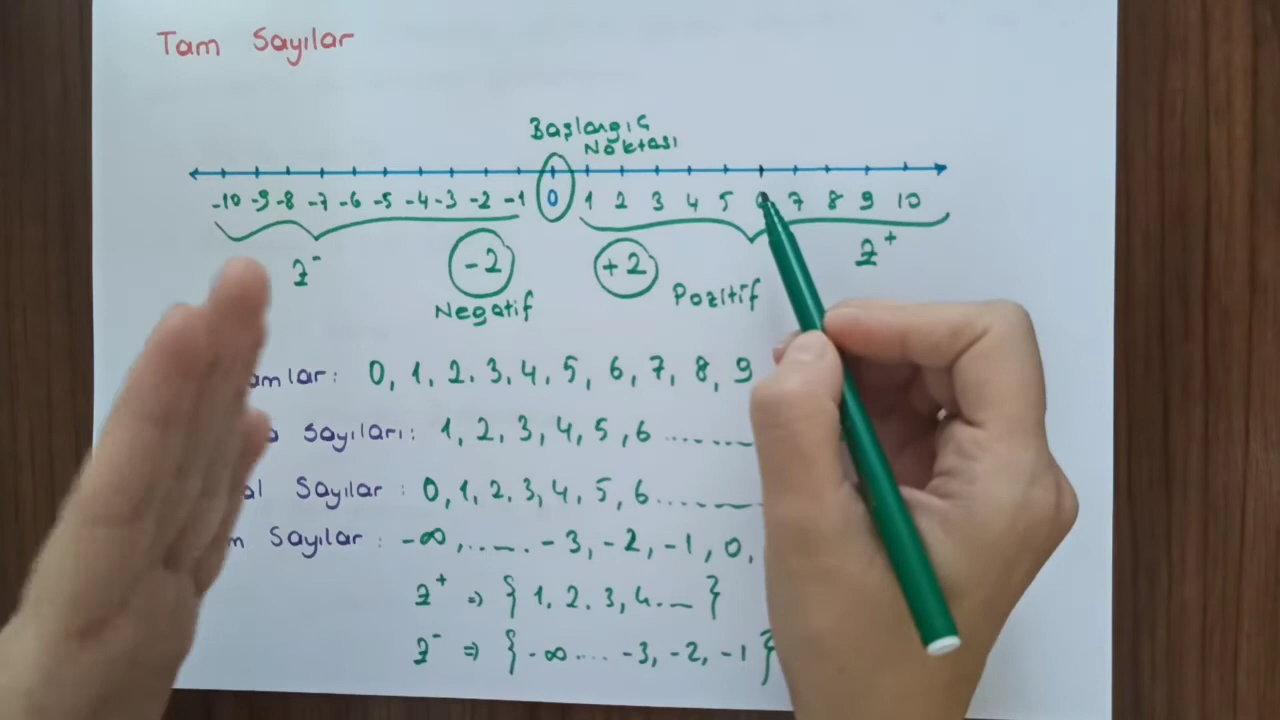 Tam Sayılar
Başlangıç
Noktası
-10 -9 -8 -7 -6 -5 -4 -3 -2 -1 0 1 2 3 4 5 6 7 8 9 10
Z⁻ -2 +2 Z⁺
Negatif Pozitif
0, 1, 2, 3, 4, 5, 6, 7, 8, 9
Sayıları: 1, 2, 3, 4, 5, 6 ........
Sayılar : 0, 1, 2, 3, 4, 5, 6........
Sayılar : -∞, ...... -3, -2, -1, 0,
Z⁺ ⇒ { 1, 2, 3, 4... }
Z⁻ ⇒ { -∞ .... -3, -2, -1 }